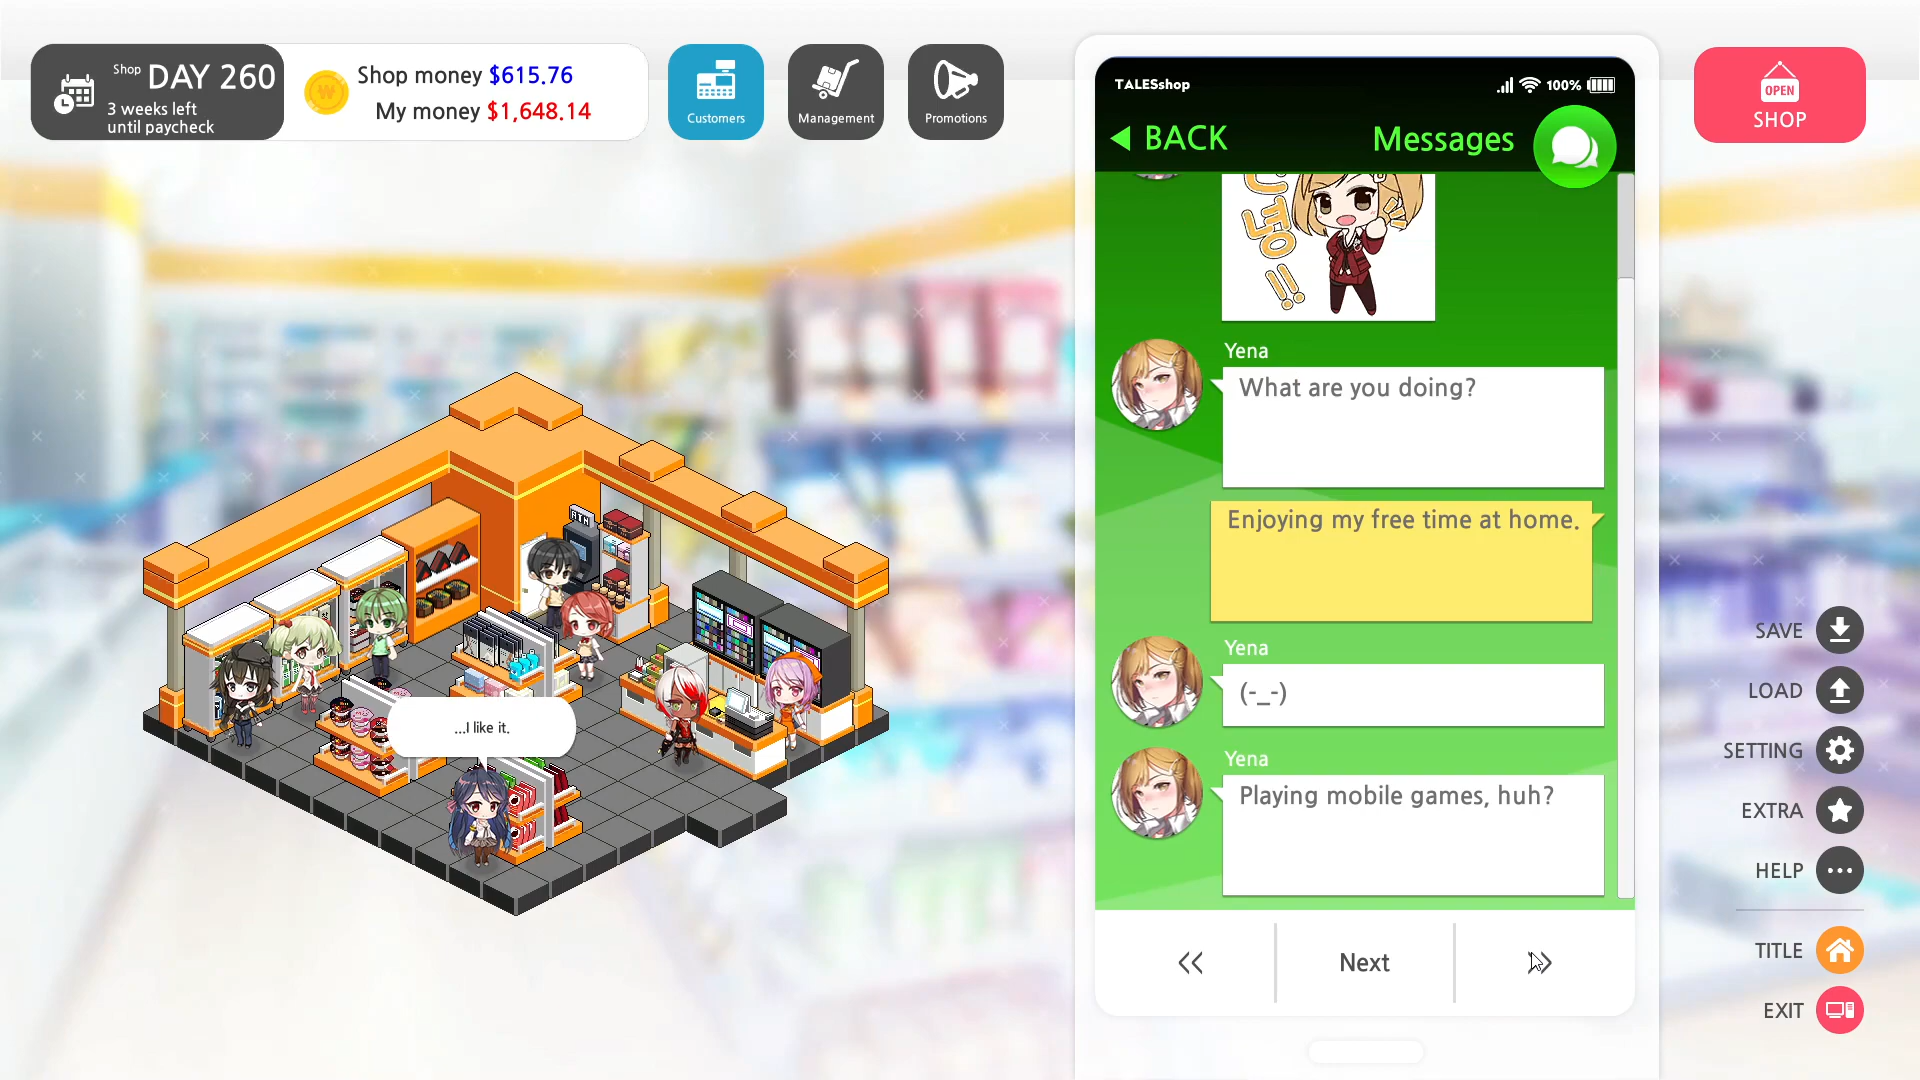 Shop DAY 260
3 weeks left
until paycheck
Shop money $615.76
My money $1,648.14
Customers
Management
Promotions
TALESshop
100%
BACK
Messages
OPEN
SHOP
녕!!
Yena
What are you doing?
Enjoying my free time at home.
Yena
(-_-)
Yena
Playing mobile games, huh?
Next
ATM
...I like it.
SAVE
LOAD
SETTING
EXTRA
HELP
TITLE
EXIT